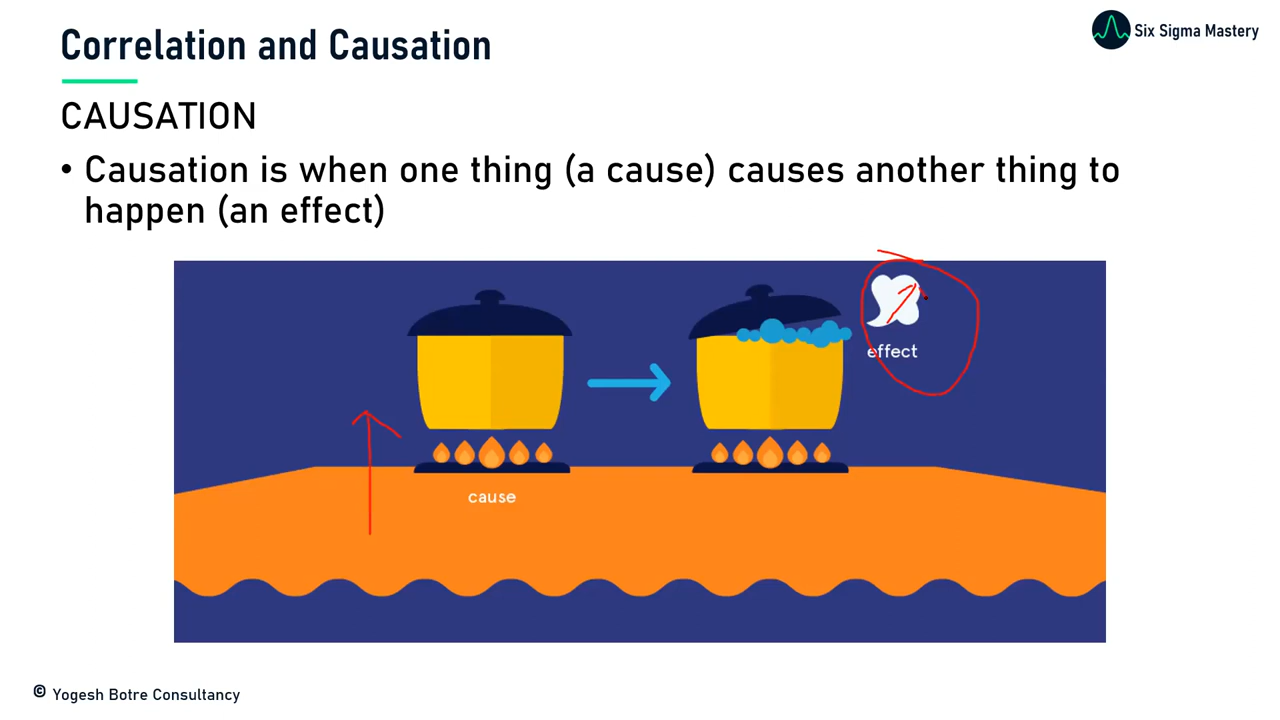 Correlation and Causation
Six Sigma Mastery
CAUSATION
• Causation is when one thing (a cause) causes another thing to
happen (an effect)
effect
cause
© Yogesh Botre Consultancy